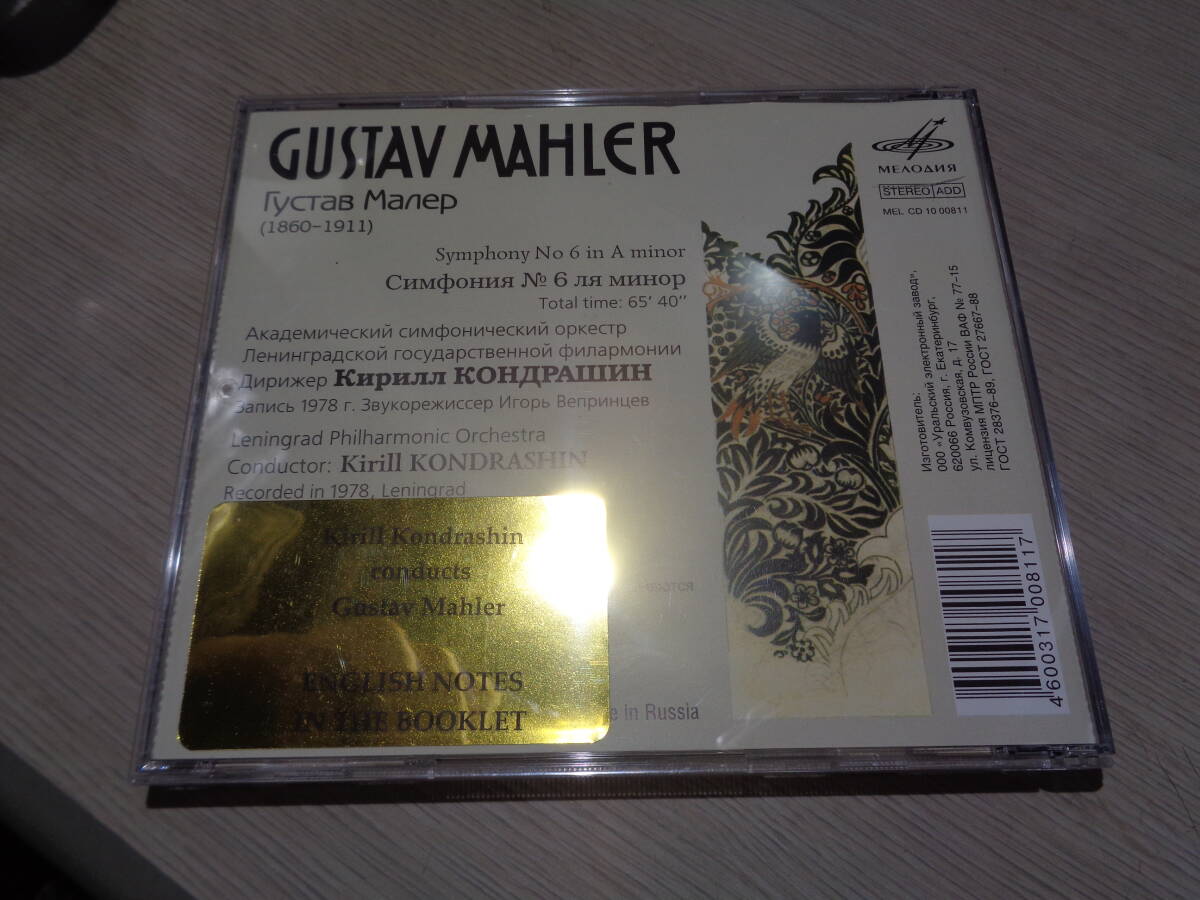 GUSTAV MAHLER
Густав Малер
(1860-1911)
Symphony No 6 in A minor
Симфония № 6 ля минор
Total time: 65' 40''
Академический симфонический оркестр
Ленинградской государственной филармонии
Дирижер Кирилл КОНДРАШИН
Запись 1978 г. Звукорежиссер Игорь Вепринцев
Leningrad Philharmonic Orchestra
Conductor: Kirill KONDRASHIN
Recorded in 1978, Leningrad
Kirill Kondrashin
conducts
Gustav Mahler
ENGLISH NOTES
IN THE BOOKLET
in Russia
МЕЛОДИЯ
STEREO ADD
MEL CD 10 00811
Изготовитель:
ООО «Уральский электронный завод»,
620066 Россия, г. Екатеринбург,
ул. Комвузовская, д. 17
лицензия МПТР России ВАФ № 77-15
ГОСТ 28376-89, ГОСТ 27667-88
4 600317 008117